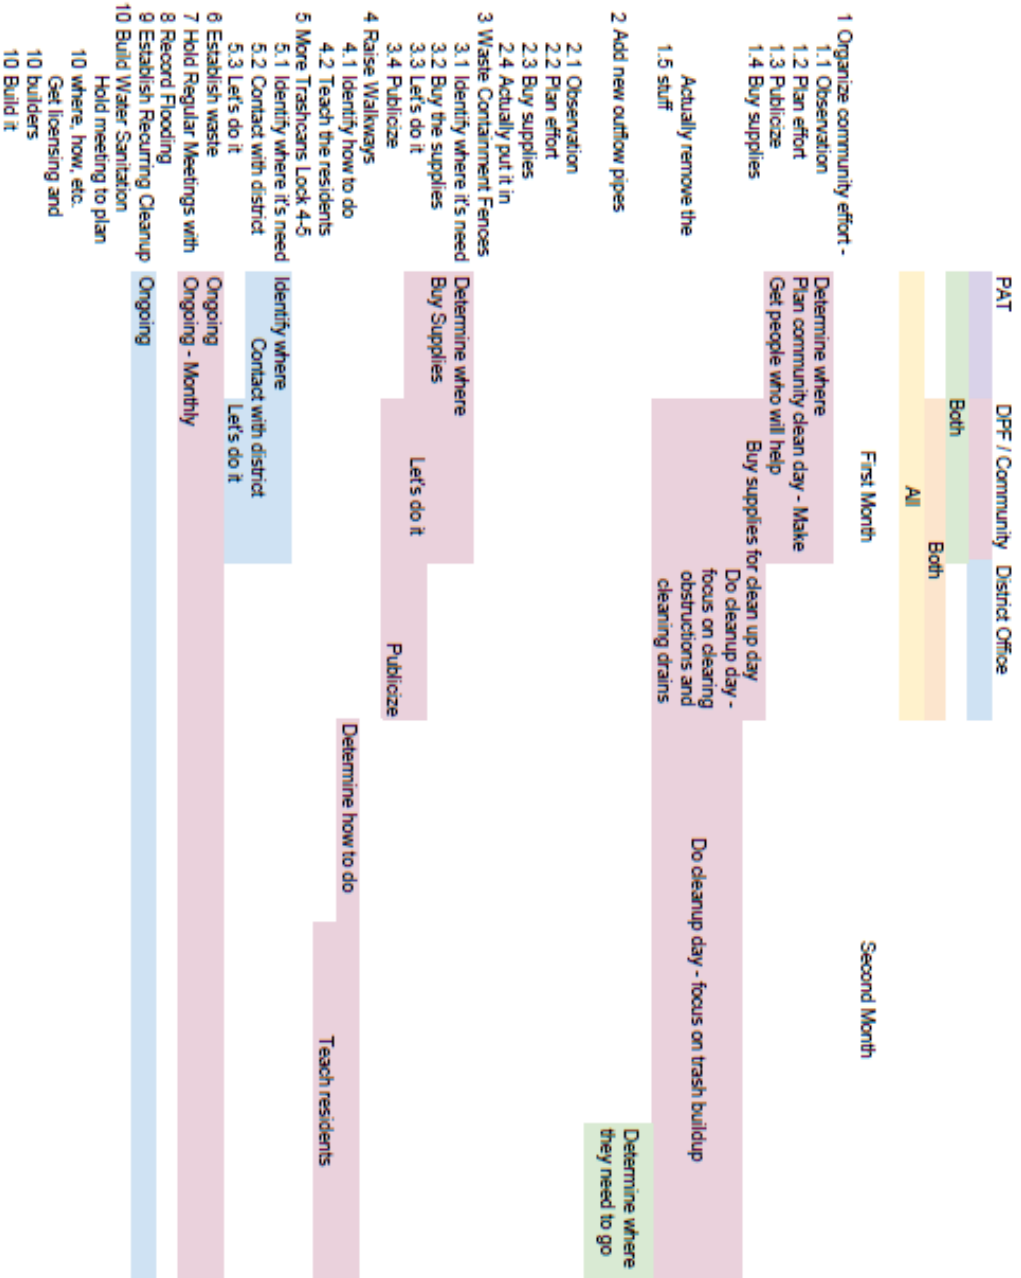 PAT DPF / Community District Office
Both
Both
All
First Month Second Month
1 Organize community effort -
1.1 Observation Determine where
1.2 Plan effort Plan community clean day - Make
1.3 Publicize Get people who will help
1.4 Buy supplies Buy supplies for clean up day
Do cleanup day -
focus on clearing
obstructions and
cleaning drains
Do cleanup day - focus on trash buildup
Actually remove the
1.5 stuff
2 Add new outflow pipes Determine where
they need to go
2.1 Observation
2.2 Plan effort
2.3 Buy supplies
2.4 Actually put it in
3 Waste Containment Fences
3.1 Identify where it's need Determine where
3.2 Buy the supplies Buy Supplies
3.3 Let's do it Let's do it
3.4 Publicize Publicize
4 Raise Walkways
4.1 Identify how to do Determine how to do
4.2 Teach the residents Teach residents
5 More Trashcans Lock 4-5
5.1 Identify where it's need Identify where
5.2 Contact with district Contact with district
5.3 Let's do it Let's do it
6 Establish waste Ongoing
7 Hold Regular Meetings with Ongoing - Monthly
8 Record Flooding
9 Establish Recurring Cleanup Ongoing
10 Build Water Sanitation
Hold meeting to plan
10 where, how, etc.
Get licensing and
10 builders
10 Build it